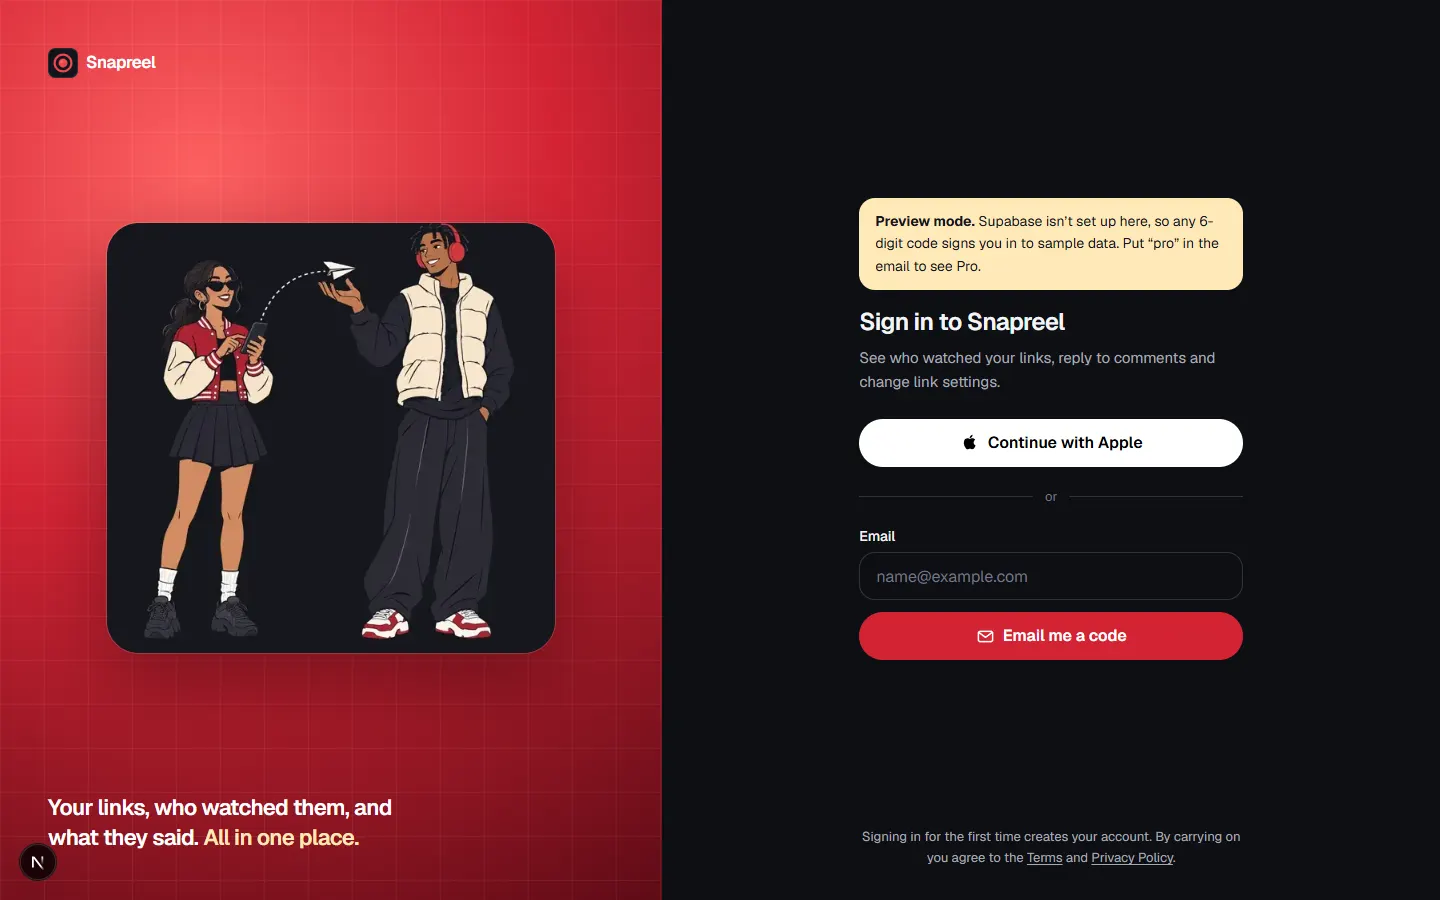 Snapreel
Your links, who watched them, and
what they said. All in one place.
N
Preview mode. Supabase isn’t set up here, so any 6-
digit code signs you in to sample data. Put “pro” in the
email to see Pro.
Sign in to Snapreel
See who watched your links, reply to comments and
change link settings.
Continue with Apple
or
Email
name@example.com
Email me a code
Signing in for the first time creates your account. By carrying on
you agree to the Terms and Privacy Policy.